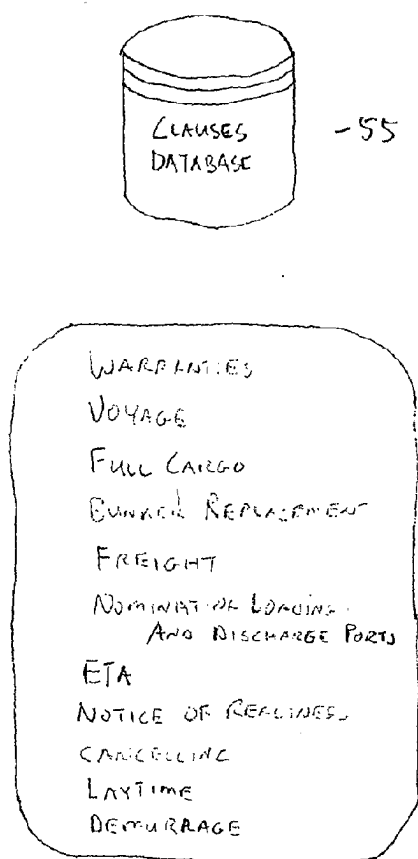 CLAUSES
DATABASE
-55
WARRANTIES
VOYAGE
FULL CARGO
BUNKER REPLACEMENT
FREIGHT
NOMINATION LOADING
AND DISCHARGE PORTS
ETA
NOTICE OF READINESS
CANCELLING
LAYTIME
DEMURRAGE